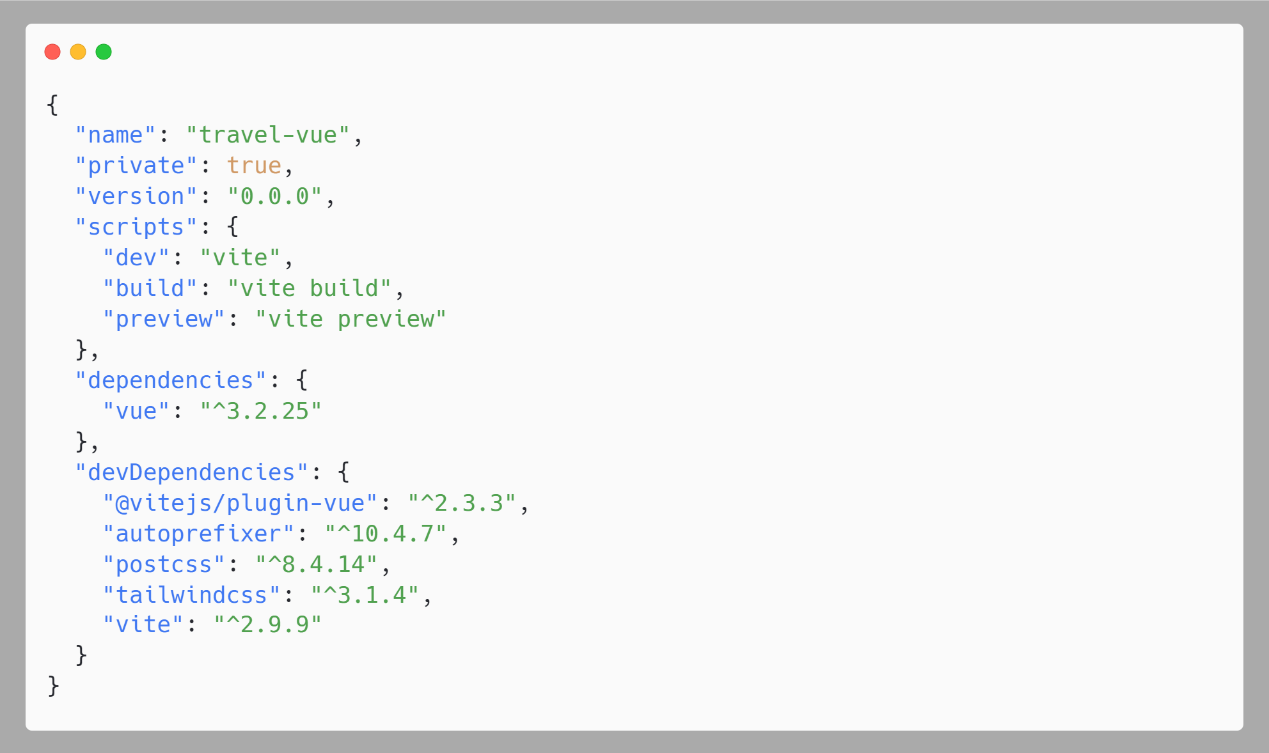 {
  "name": "travel-vue",
  "private": true,
  "version": "0.0.0",
  "scripts": {
    "dev": "vite",
    "build": "vite build",
    "preview": "vite preview"
  },
  "dependencies": {
    "vue": "^3.2.25"
  },
  "devDependencies": {
    "@vitejs/plugin-vue": "^2.3.3",
    "autoprefixer": "^10.4.7",
    "postcss": "^8.4.14",
    "tailwindcss": "^3.1.4",
    "vite": "^2.9.9"
  }
}